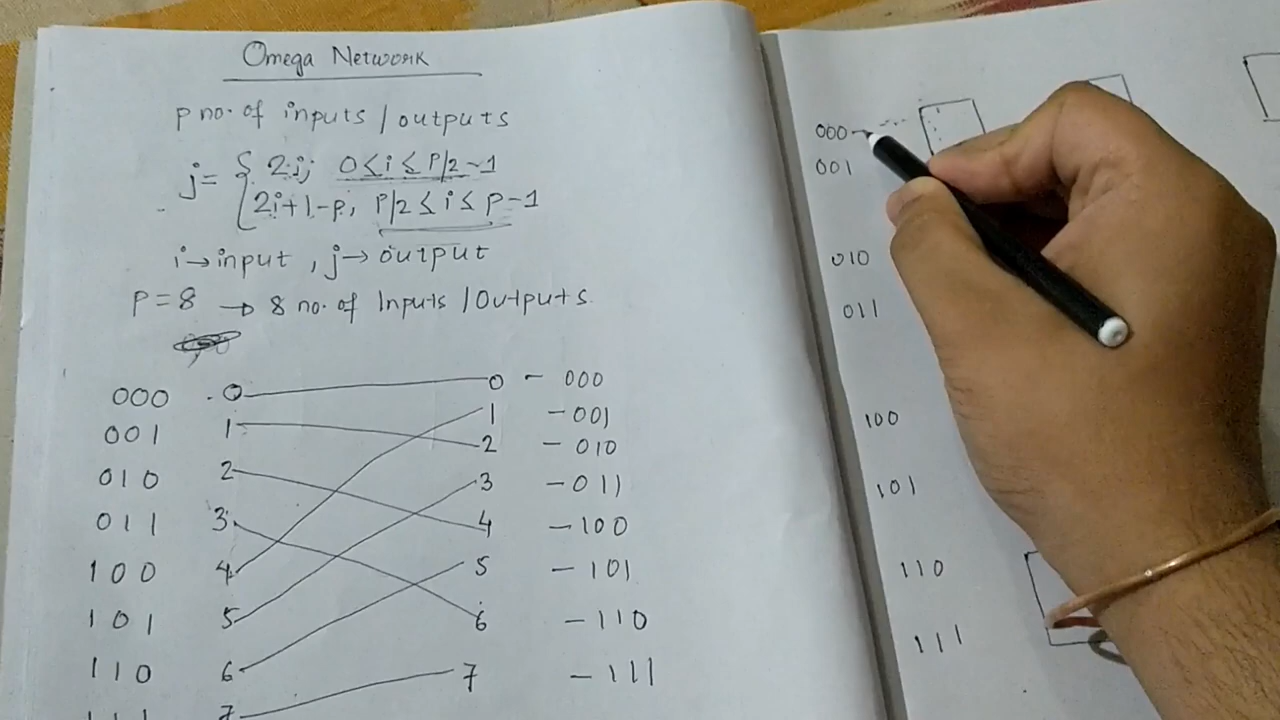 Omega Network
p no. of inputs / outputs
j = { 2i; 0 ≤ i ≤ P/2 - 1
2i+1-p, P/2 ≤ i ≤ p-1
i → input , j → output
P = 8 → 8 no. of Inputs / Outputs.
000 . 0 0 - 000
001 1 1 - 001
010 2 2 - 010
011 3 3 - 011
100 4 4 - 100
101 5 5 - 101
110 6 6 - 110
111 7 7 - 111
000
001
010
011
100
101
110
111